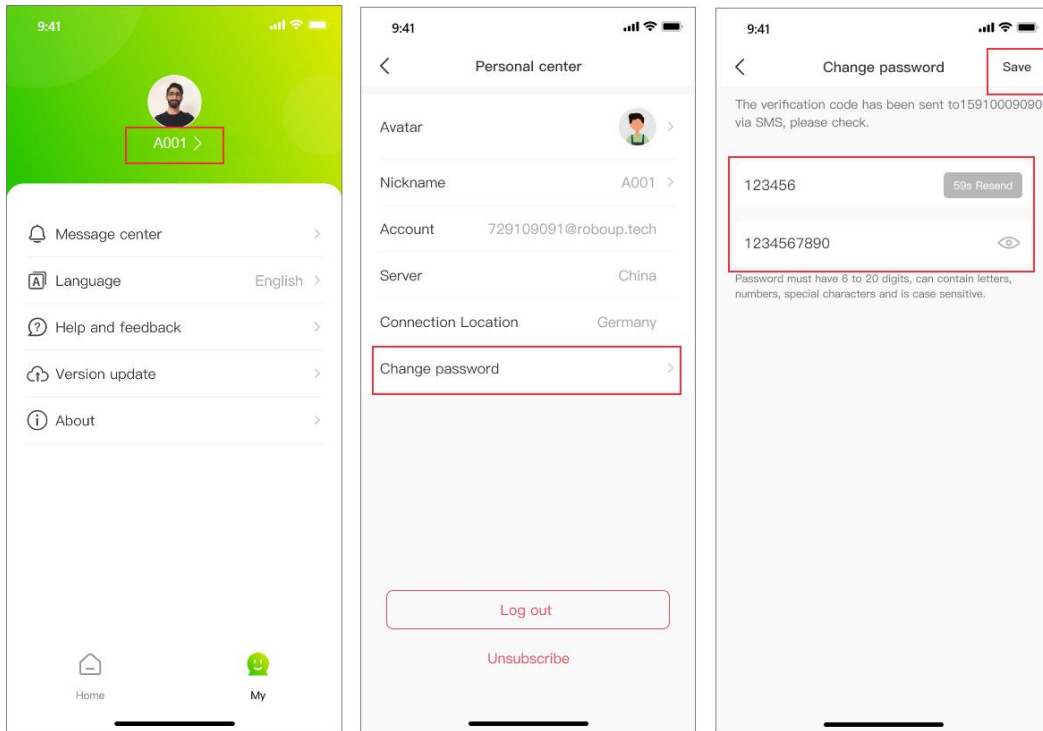 9:41
A001 >
Message center
A Language English
Help and feedback
Version update
About
Home My
9:41
Personal center
Avatar
Nickname A001
Account 729109091@roboup.tech
Server China
Connection Location Germany
Change password
Log out
Unsubscribe
9:41
Change password Save
The verification code has been sent to15910009090
via SMS, please check.
123456 59s Resend
1234567890
Password must have 6 to 20 digits, can contain letters,
numbers, special characters and is case sensitive.